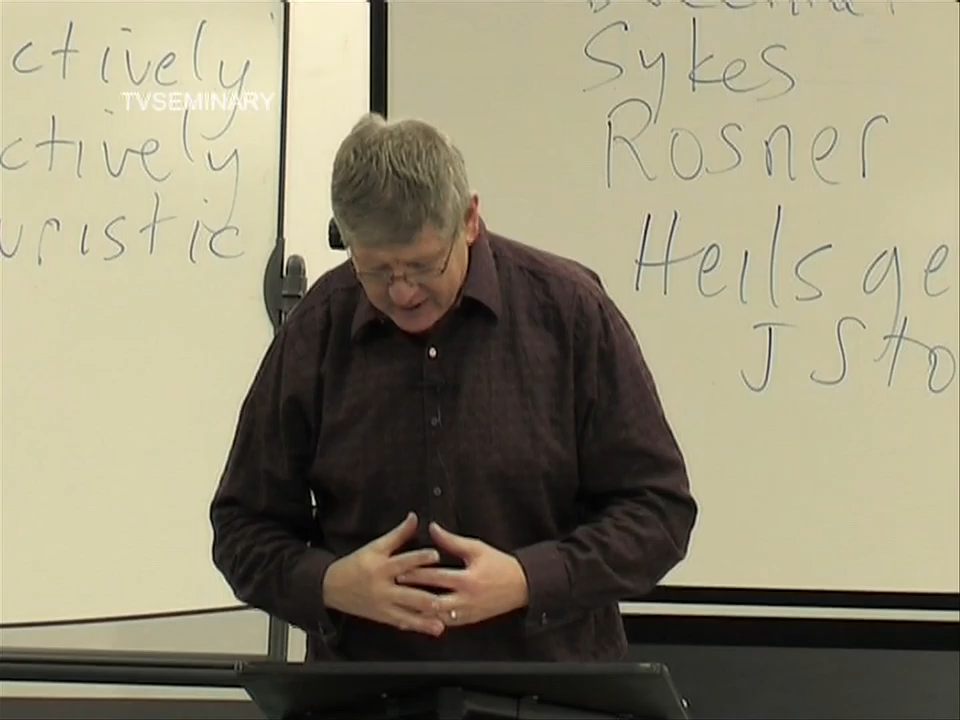 ctively
TVSEMINARY
ctively
uristic
Sykes
Rosner
Heilsge
J Sto